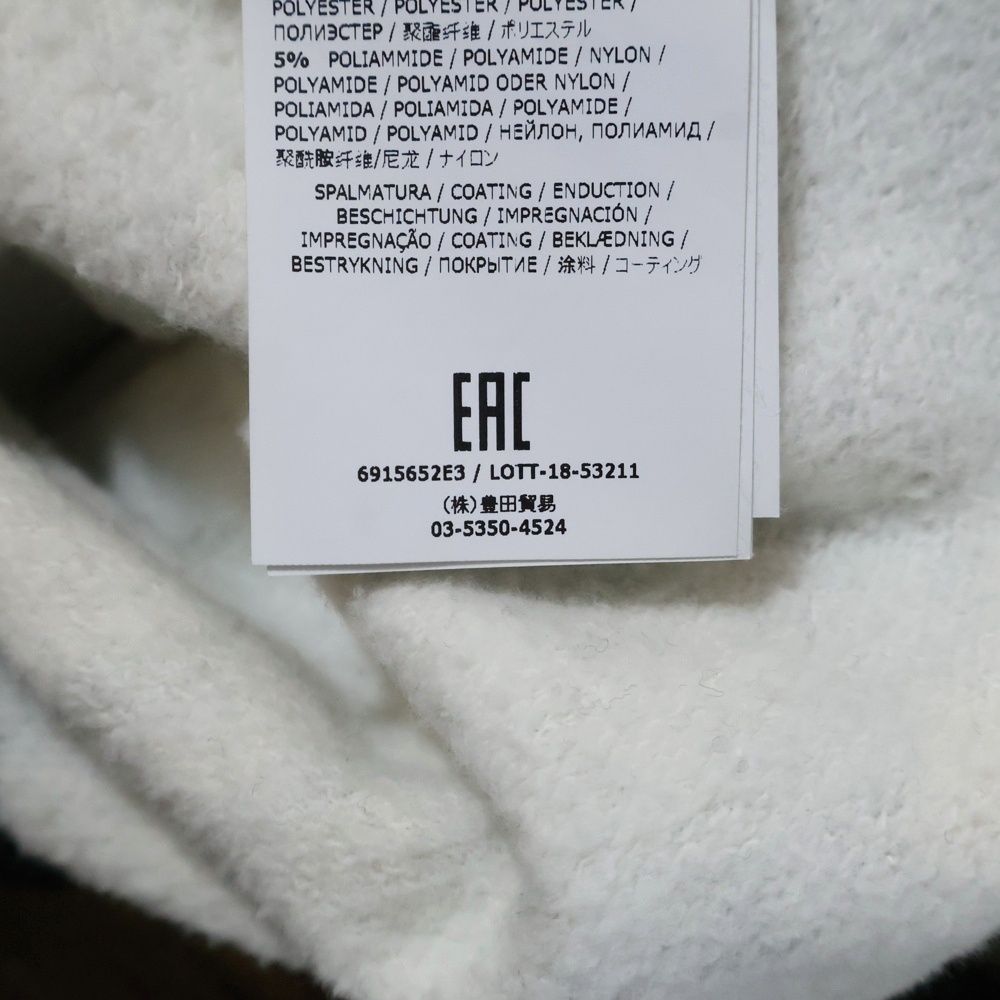 POLYESTER / POLYESTER / POLYESTER /
ПОЛИЭСТЕР / 聚酯纤维 / ポリエステル
5% POLIAMMIDE / POLYAMIDE / NYLON /
POLYAMIDE / POLYAMID ODER NYLON /
POLIAMIDA / POLIAMIDA / POLYAMIDE /
POLYAMID / POLYAMID / НЕЙЛОН, ПОЛИАМИД /
聚酰胺纤维/尼龙 / ナイロン
SPALMATURA / COATING / ENDUCTION /
BESCHICHTUNG / IMPREGNACIÓN /
IMPREGNAÇÃO / COATING / BEKLÆDNING /
BESTRYKNING / ПОКРЫТИЕ / 涂料 / コーティング
EAC
6915652E3 / LOTT-18-53211
(株)豊田貿易
03-5350-4524